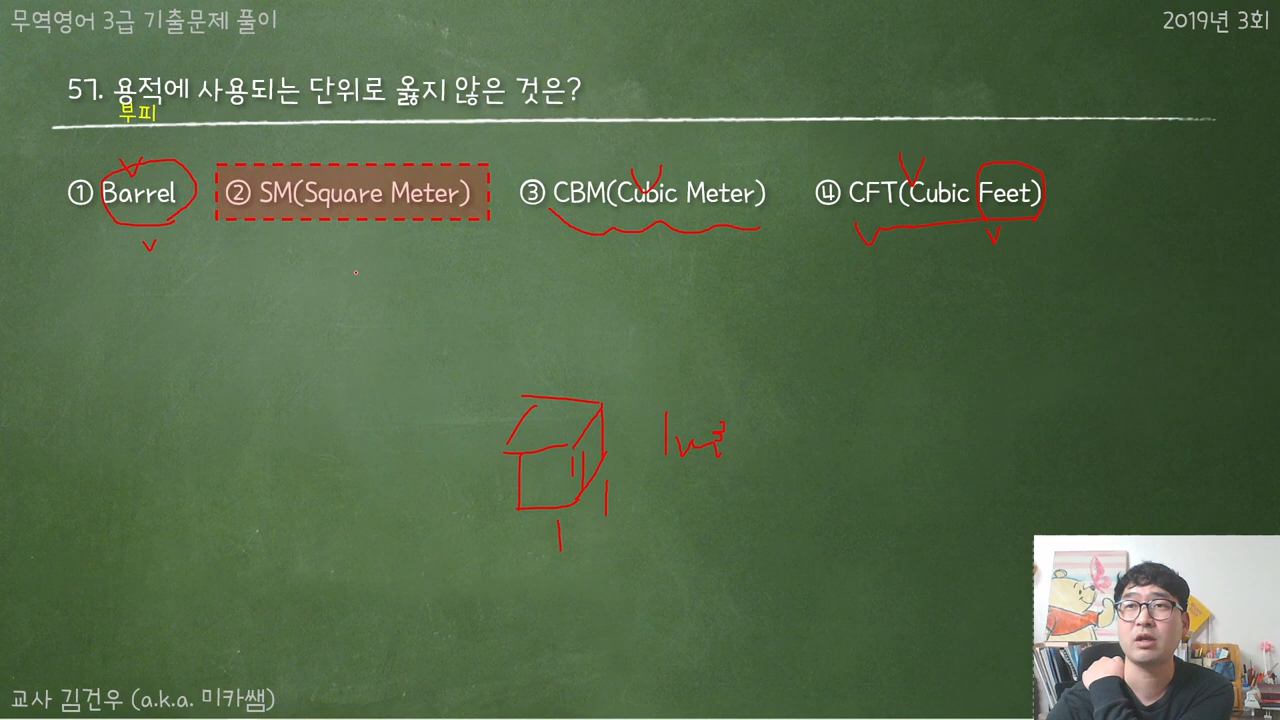 무역영어 3급 기출문제 풀이
2019년 3회
57. 용적에 사용되는 단위로 옳지 않은 것은?
부피
① Barrel ② SM(Square Meter) ③ CBM(Cubic Meter) ④ CFT(Cubic Feet)
1m³
1
1
1
교사 김건우 (a.k.a. 미카쌤)